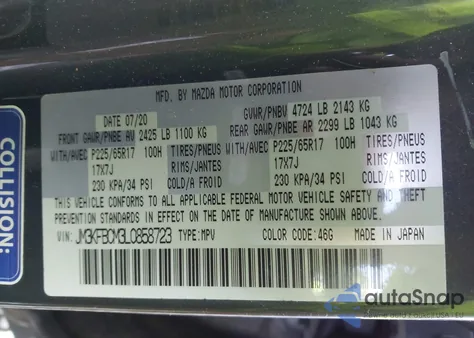 MFD. BY MAZDA MOTOR CORPORATION
DATE 07/20 GVWR/PNBV 4724 LB 2143 KG
FRONT GAWR/PNBE AV 2425 LB 1100 KG REAR GAWR/PNBE AR 2299 LB 1043 KG
WITH/AVEC P225/65R17 100H TIRES/PNEUS WITH/AVEC P225/65R17 100H TIRES/PNEUS
17X7J RIMS/JANTES 17X7J RIMS/JANTES
230 KPA/34 PSI COLD/A FROID 230 KPA/34 PSI COLD/A FROID
THIS VEHICLE CONFORMS TO ALL APPLICABLE FEDERAL MOTOR VEHICLE SAFETY AND THEFT
PREVENTION STANDARDS IN EFFECT ON THE DATE OF MANUFACTURE SHOWN ABOVE.
VIN: JM3KFBCM3L0858723 TYPE: MPV COLOR CODE: 46G MADE IN JAPAN
COLLISION:
autoSnap